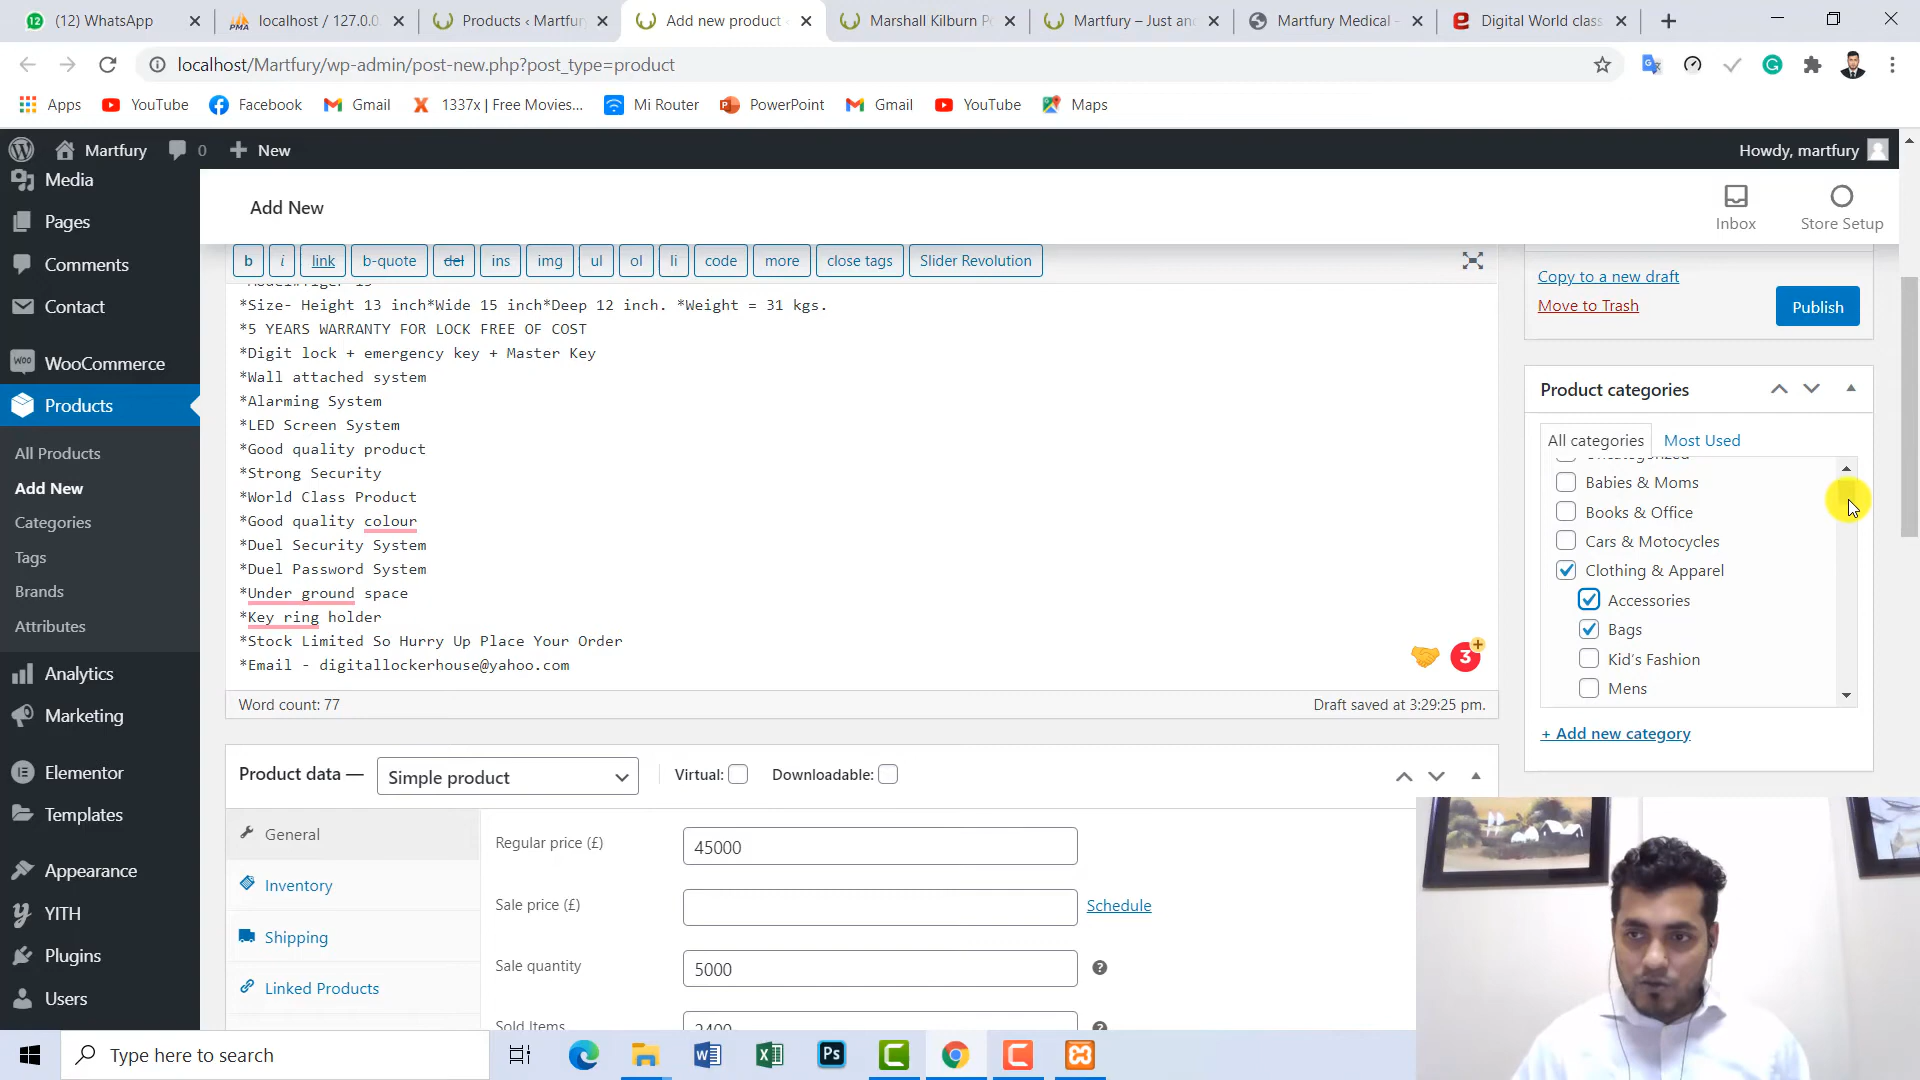 (12) WhatsApp
localhost / 127.0.0.
Products ‹ Martfur
Add new product ‹
Marshall Kilburn P
Martfury – Just an
Martfury Medical –
Digital World clas
localhost/Martfury/wp-admin/post-new.php?post_type=product
Apps
YouTube
Facebook
Gmail
1337x | Free Movies...
Mi Router
PowerPoint
Gmail
YouTube
Maps
Martfury
0
New
Howdy, martfury
Media
Pages
Comments
Contact
WooCommerce
Products
All Products
Add New
Categories
Tags
Brands
Attributes
Analytics
Marketing
Elementor
Templates
Appearance
YITH
Plugins
Users
Add New
Inbox
Store Setup
b
i
link
b-quote
del
ins
img
ul
ol
li
code
more
close tags
Slider Revolution
*Size- Height 13 inch*Wide 15 inch*Deep 12 inch. *Weight = 31 kgs.
*5 YEARS WARRANTY FOR LOCK FREE OF COST
*Digit lock + emergency key + Master Key
*Wall attached system
*Alarming System
*LED Screen System
*Good quality product
*Strong Security
*World Class Product
*Good quality colour
*Duel Security System
*Duel Password System
*Under ground space
*Key ring holder
*Stock Limited So Hurry Up Place Your Order
*Email - digitallockerhouse@yahoo.com
3
+
Word count: 77
Draft saved at 3:29:25 pm.
Product data —
Simple product
Virtual:
Downloadable:
General
Inventory
Shipping
Linked Products
Regular price (£)
45000
Sale price (£)
Schedule
Sale quantity
5000
Sold Items
2400
Copy to a new draft
Move to Trash
Publish
Product categories
All categories
Most Used
Uncategorized
Babies & Moms
Books & Office
Cars & Motocycles
Clothing & Apparel
Accessories
Bags
Kid’s Fashion
Mens
+ Add new category
Type here to search